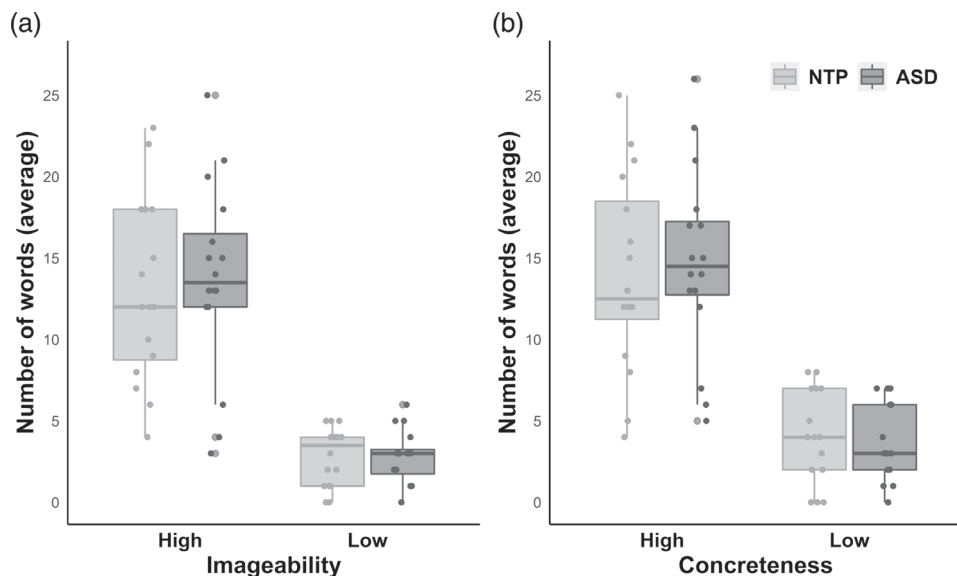 (a)
Number of words (average)
25
20
15
10
5
0
High
Low
Imageability
(b)
NTP
ASD
Number of words (average)
25
20
15
10
5
0
High
Low
Concreteness